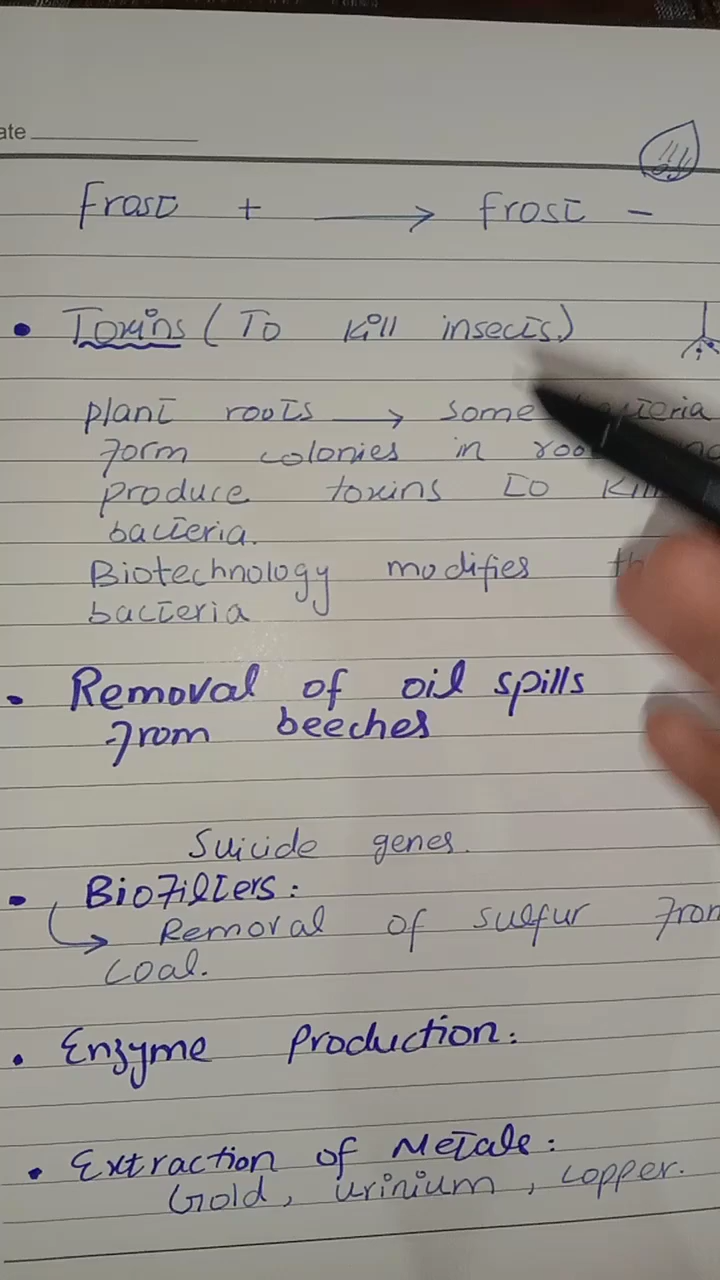 ate
Frost + → frost -
• Toxins (To kill insects)
plant roots → some bacteria
form colonies in
produce toxins to kill
bacteria.
Biotechnology modifies
bacteria
• Removal of oil spills
from beeches
Suicide genes.
• BioFilters:
↳ Removal of sulfur from
coal.
• Enzyme Production:
• Extraction of Metals:
Gold, urinium, copper.